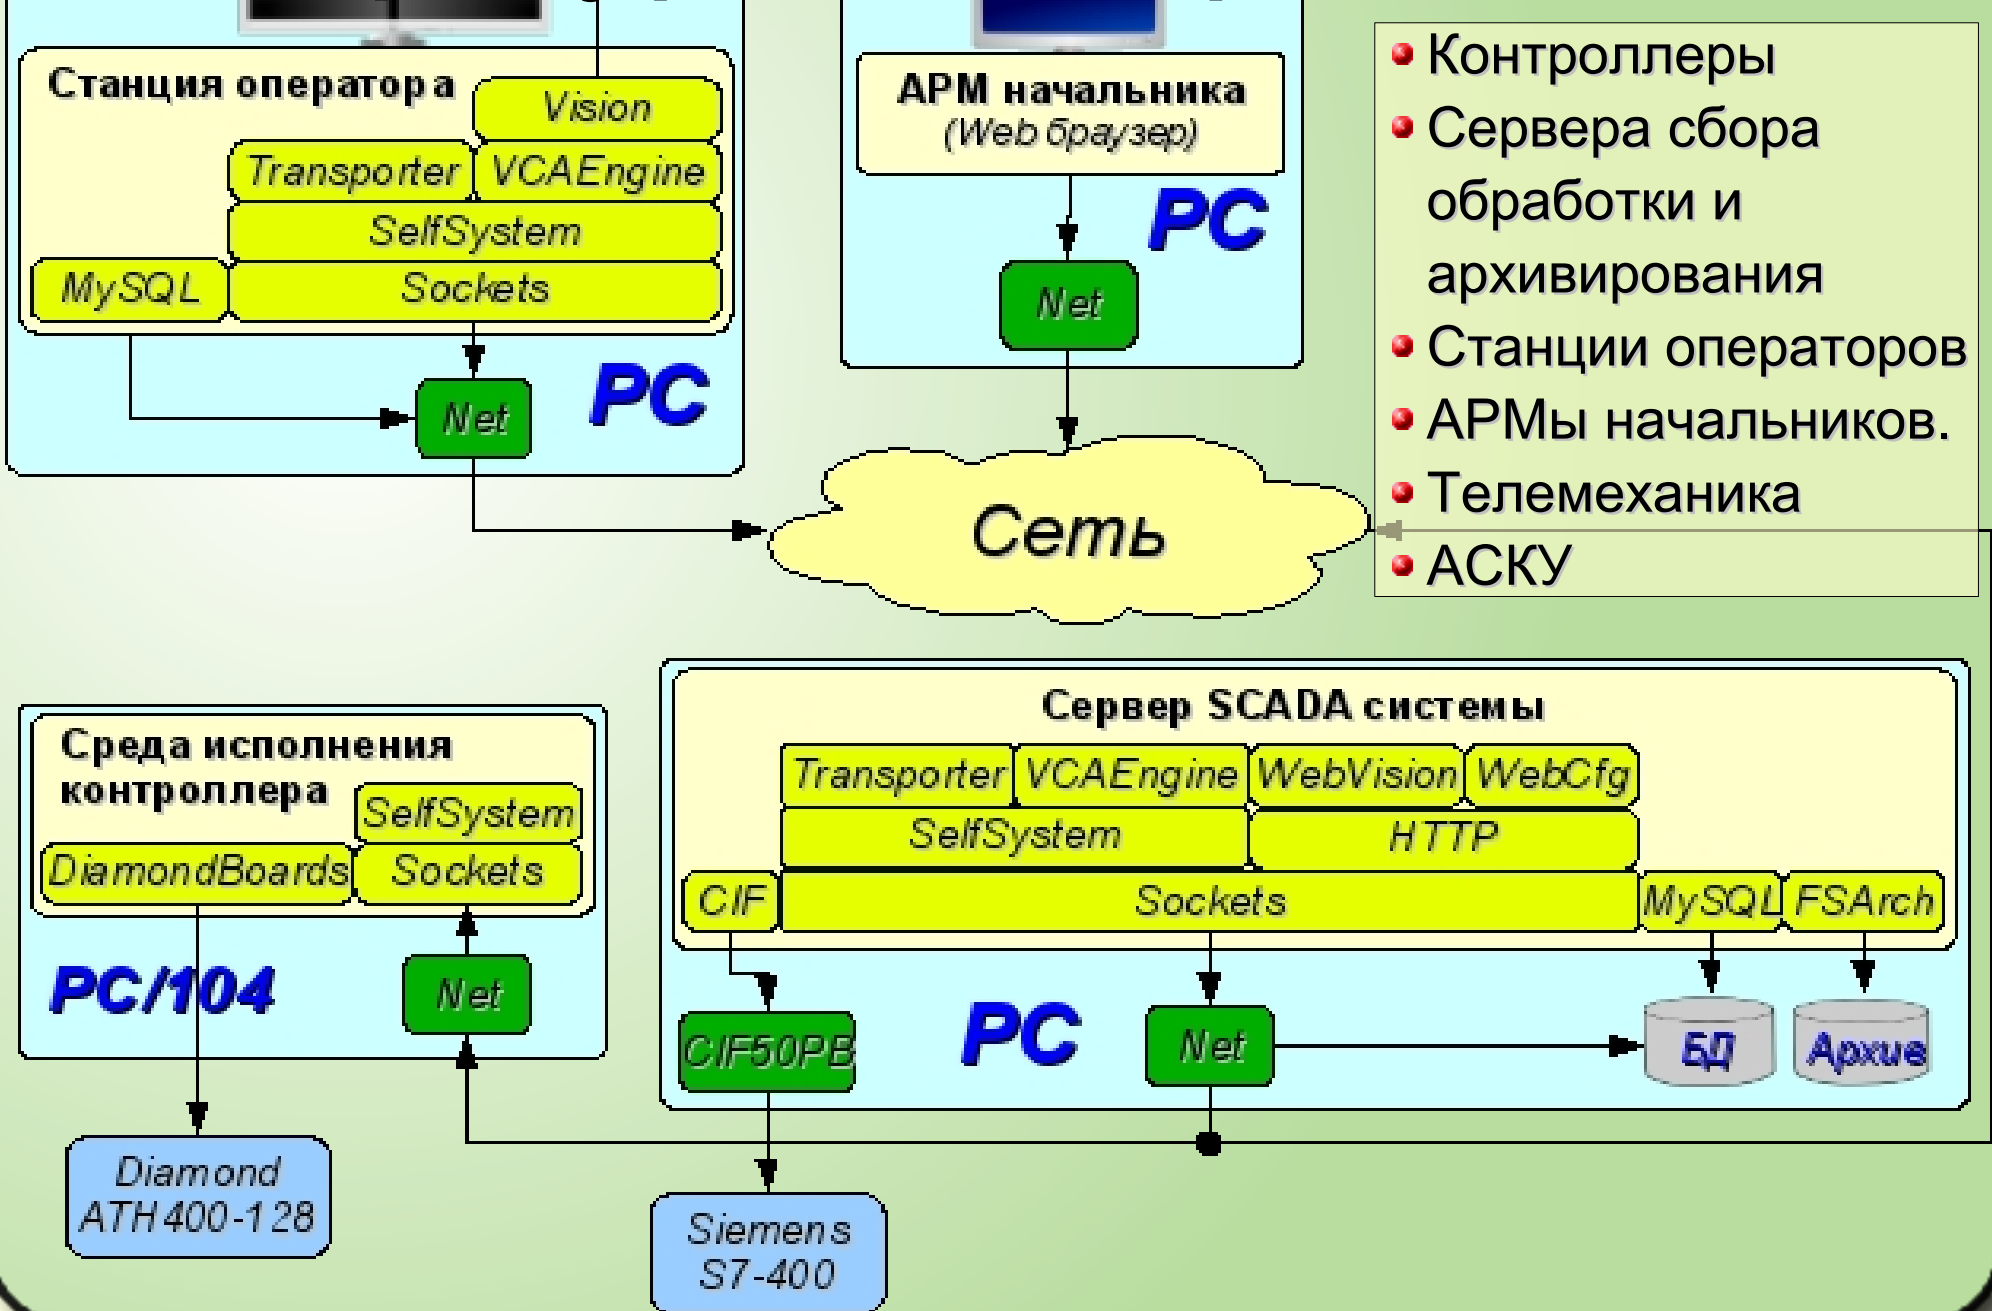 Станция оператора
Vision
Transporter
VCAEngine
SelfSystem
MySQL
Sockets
Net
PC
АРМ начальника
(Web браузер)
PC
Net
Контроллеры
Сервера сбора
обработки и
архивирования
Станции операторов
АРМы начальников.
Телемеханика
АСКУ
Сеть
Среда исполнения
контроллера
SelfSystem
DiamondBoards
Sockets
PC/104
Net
Diamond
ATH400-128
Сервер SCADA системы
Transporter
VCAEngine
WebVision
WebCfg
SelfSystem
HTTP
CIF
Sockets
MySQL
FSArch
CIF50PB
PC
Net
БД
Архив
Siemens
S7-400